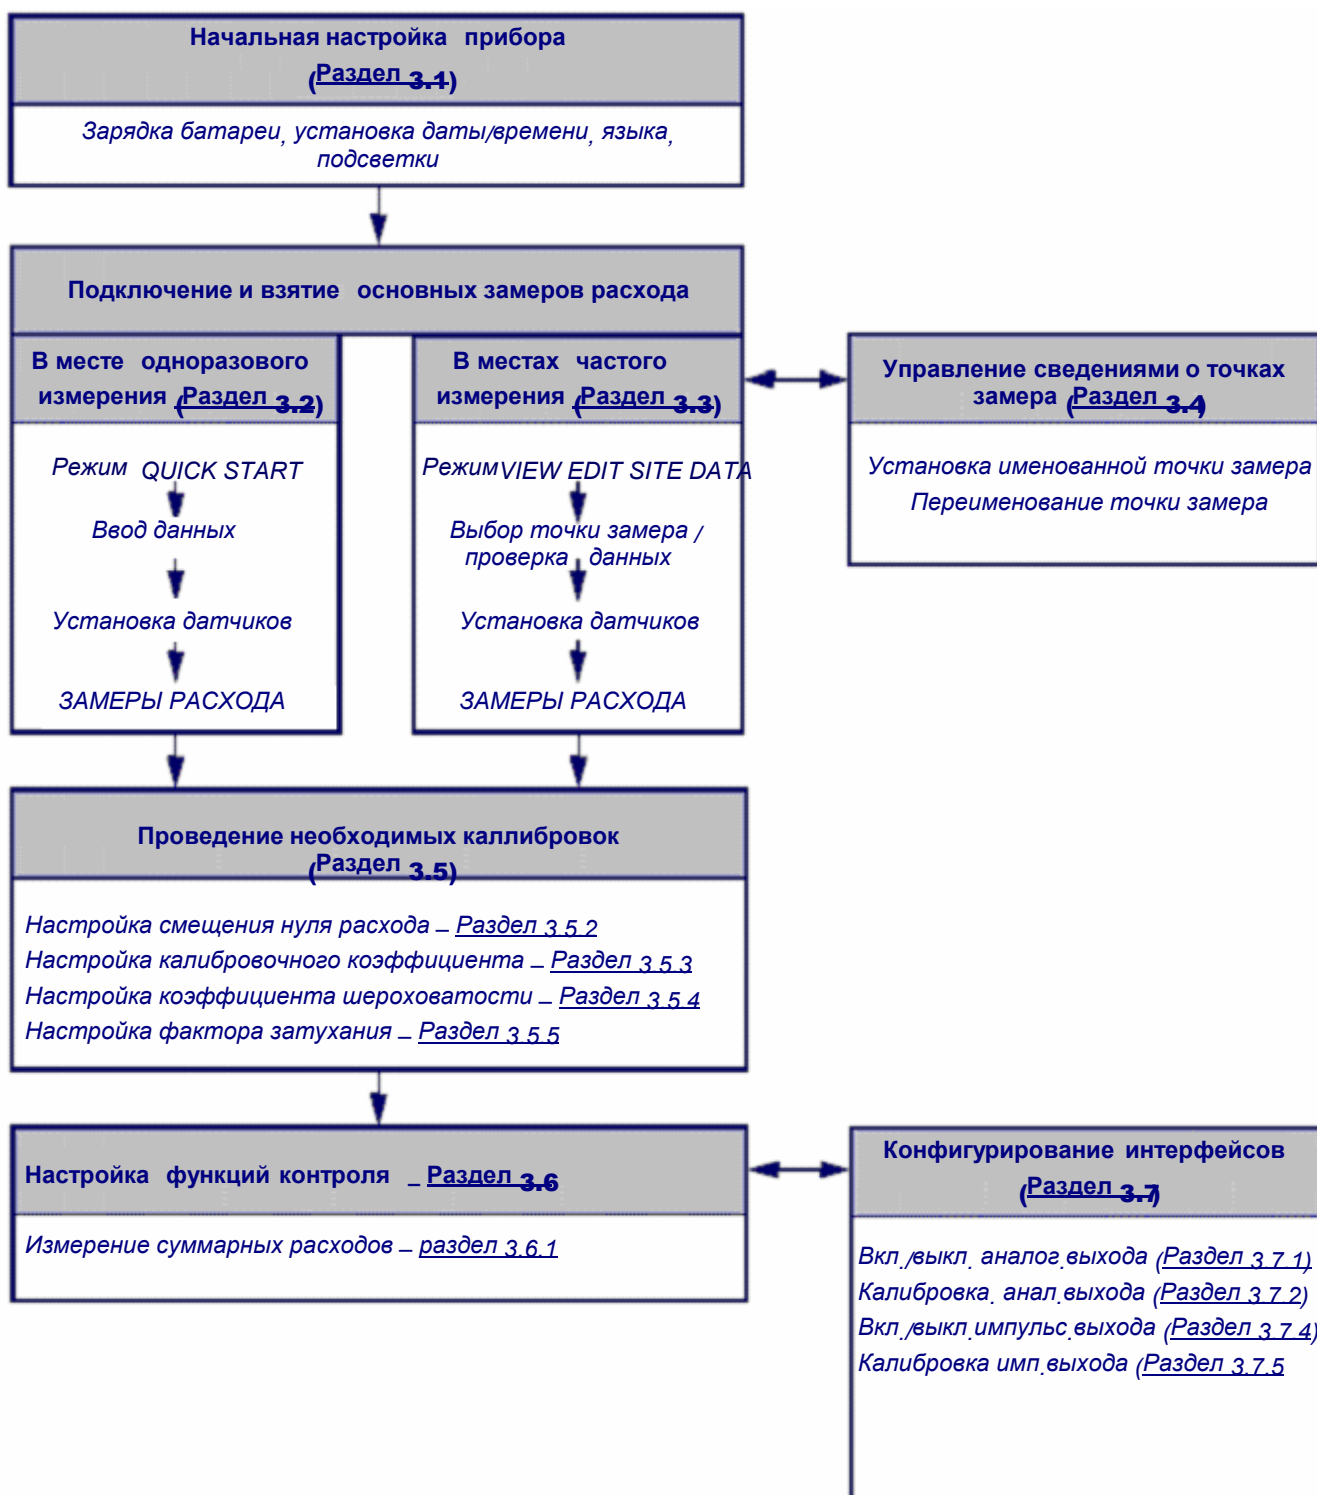 Начальная настройка прибора
(Раздел 3.1)
Зарядка батареи, установка даты/времени, языка,
подсветки
Подключение и взятие основных замеров расхода
В месте одноразового
измерения (Раздел 3.2)
Режим QUICK START
Ввод данных
Установка датчиков
ЗАМЕРЫ РАСХОДА
В местах частого
измерения (Раздел 3.3)
Режим VIEW EDIT SITE DATA
Выбор точки замера /
проверка данных
Установка датчиков
ЗАМЕРЫ РАСХОДА
Управление сведениями о точках
замера (Раздел 3.4)
Установка именованной точки замера
Переименование точки замера
Проведение необходимых каллибровок
(Раздел 3.5)
Настройка смещения нуля расхода – Раздел 3.5.2
Настройка калибровочного коэффициента – Раздел 3.5.3
Настройка коэффициента шероховатости – Раздел 3.5.4
Настройка фактора затухания – Раздел 3.5.5
Настройка функций контроля – Раздел 3.6
Измерение суммарных расходов – раздел 3.6.1
Конфигурирование интерфейсов
(Раздел 3.7)
Вкл./выкл. аналог.выхода (Раздел 3.7.1)
Калибровка. анал.выхода (Раздел 3.7.2)
Вкл./выкл.импульс.выхода (Раздел 3.7.4)
Калибровка имп.выхода (Раздел 3.7.5